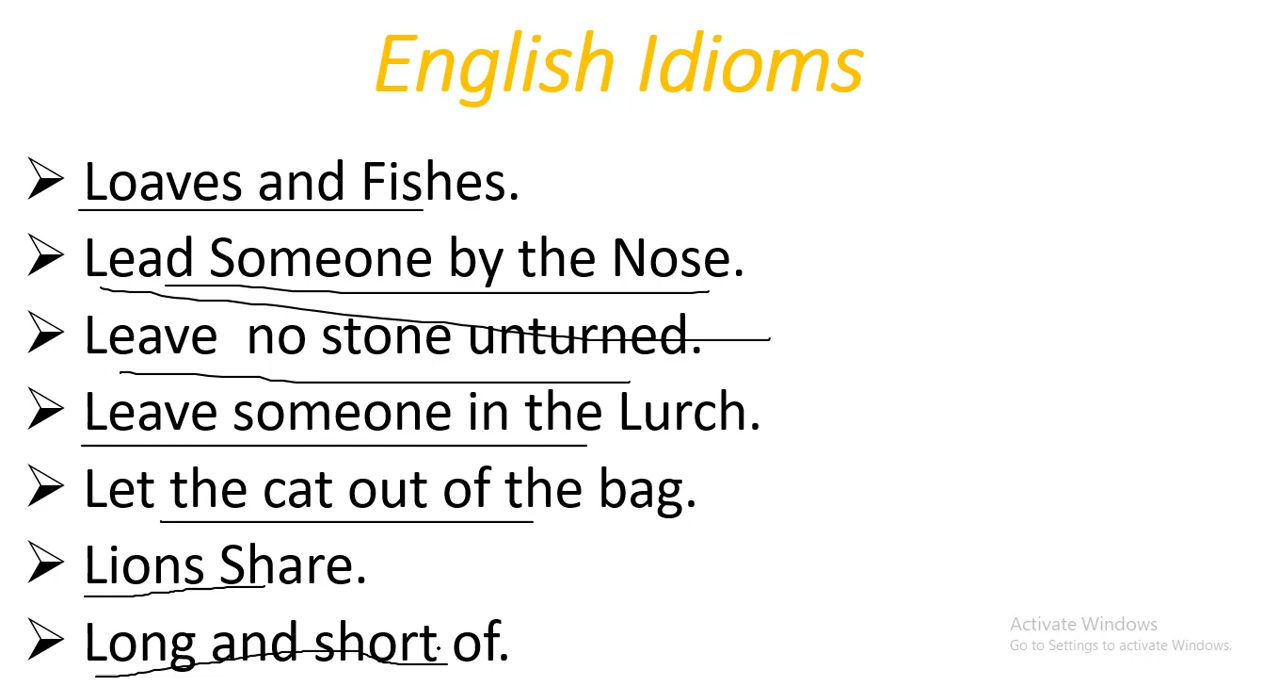 English Idioms
Loaves and Fishes.
Lead Someone by the Nose.
Leave  no stone unturned.
Leave someone in the Lurch.
Let the cat out of the bag.
Lions Share.
Long and short of.
Activate Windows
Go to Settings to activate Windows.